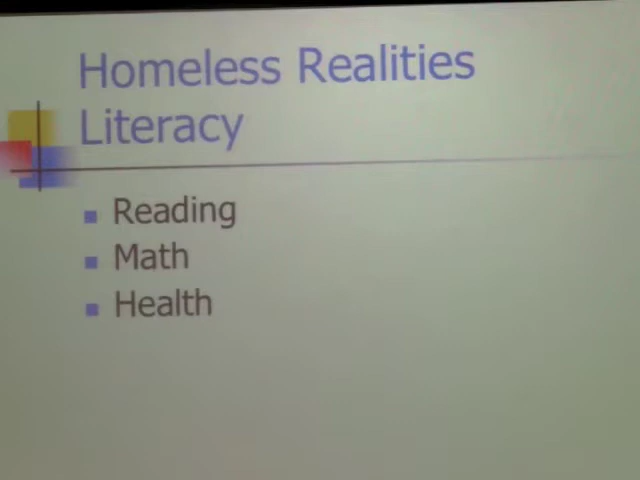 Homeless Realities
Literacy
Reading
Math
Health